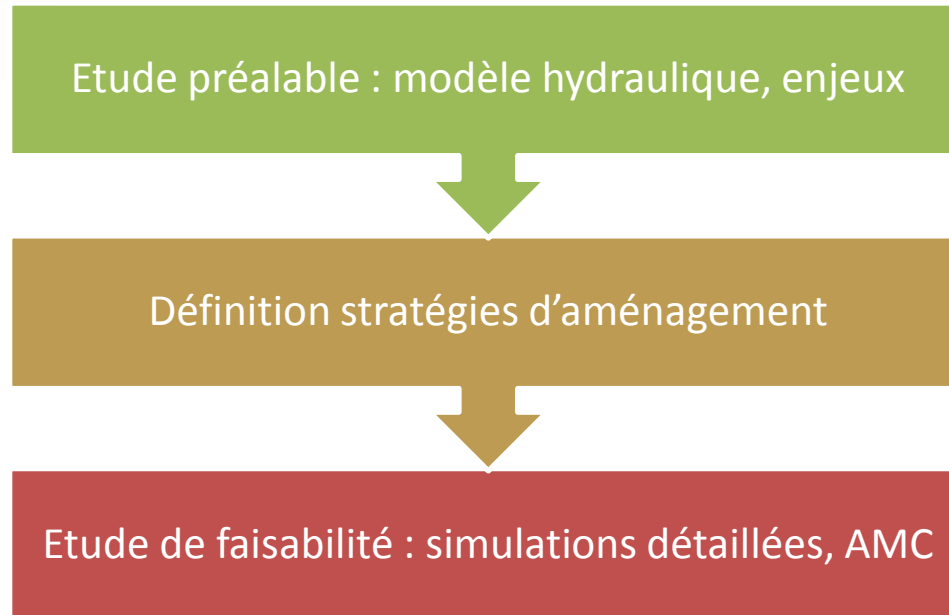 Etude préalable : modèle hydraulique, enjeux
Définition stratégies d’aménagement
Etude de faisabilité : simulations détaillées, AMC